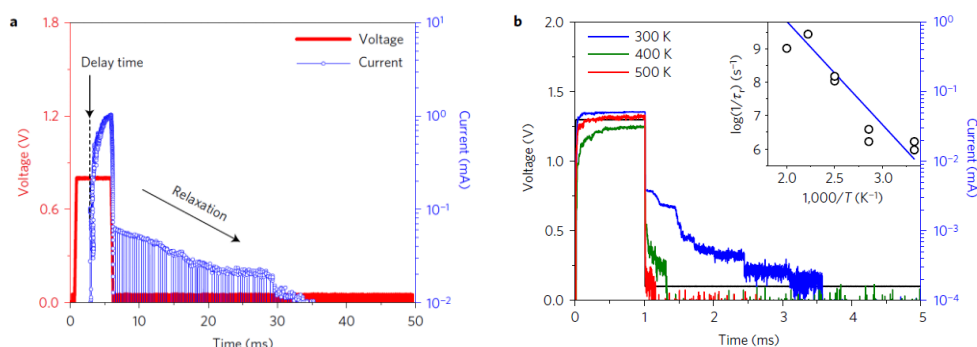 a
Voltage
Current
Delay time
Relaxation
Voltage (V)
1.8
1.2
0.6
0.0
Current (mA)
10¹
10⁰
10⁻¹
10⁻²
0 10 20 30 40 50
Time (ms)
b
300 K
400 K
500 K
Voltage (V)
2.0
1.5
1.0
0.5
0.0
Current (mA)
10⁰
10⁻¹
10⁻²
10⁻³
10⁻⁴
0 1 2 3 4 5
Time (ms)
log(1/τr) (s⁻¹)
9
8
7
6
2.0 2.5 3.0
1,000/T (K⁻¹)